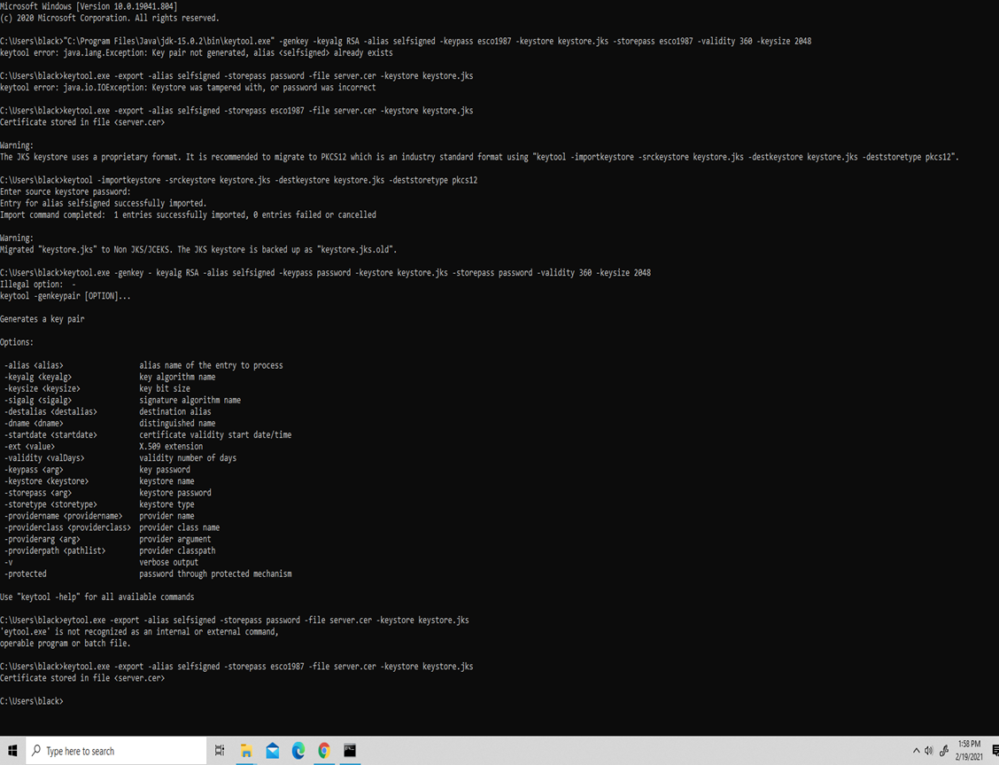 Microsoft Windows [Version 10.0.19041.804]
(c) 2020 Microsoft Corporation. All rights reserved.
C:\Users\black>"C:\Program Files\Java\jdk-15.0.2\bin\keytool.exe" -genkey -keyalg RSA -alias selfsigned -keypass esco1987 -keystore keystore.jks -storepass esco1987 -validity 360 -keysize 2048
keytool error: java.lang.Exception: Key pair not generated, alias <selfsigned> already exists
C:\Users\black>keytool.exe -export -alias selfsigned -storepass password -file server.cer -keystore keystore.jks
keytool error: java.io.IOException: Keystore was tampered with, or password was incorrect
C:\Users\black>keytool.exe -export -alias selfsigned -storepass esco1987 -file server.cer -keystore keystore.jks
Certificate stored in file <server.cer>
Warning:
The JKS keystore uses a proprietary format. It is recommended to migrate to PKCS12 which is an industry standard format using "keytool -importkeystore -srckeystore keystore.jks -destkeystore keystore.jks -deststoretype pkcs12".
C:\Users\black>keytool -importkeystore -srckeystore keystore.jks -destkeystore keystore.jks -deststoretype pkcs12
Enter source keystore password:
Entry for alias selfsigned successfully imported.
Import command completed:  1 entries successfully imported, 0 entries failed or cancelled
Warning:
Migrated "keystore.jks" to Non JKS/JCEKS. The JKS keystore is backed up as "keystore.jks.old".
C:\Users\black>keytool.exe -genkey - keyalg RSA -alias selfsigned -keypass password -keystore keystore.jks -storepass password -validity 360 -keysize 2048
Illegal option:  -
keytool -genkeypair [OPTION]...
Generates a key pair
Options:
-alias <alias> alias name of the entry to process
-keyalg <keyalg> key algorithm name
-keysize <keysize> key bit size
-sigalg <sigalg> signature algorithm name
-destalias <destalias> destination alias
-dname <dname> distinguished name
-startdate <startdate> certificate validity start date/time
-ext <value> X.509 extension
-validity <valDays> validity number of days
-keypass <arg> key password
-keystore <keystore> keystore name
-storepass <arg> keystore password
-storetype <storetype> keystore type
-providername <providername> provider name
-providerclass <providerclass> provider class name
-providerarg <arg> provider argument
-providerpath <pathlist> provider classpath
-v verbose output
-protected password through protected mechanism
Use "keytool -help" for all available commands
C:\Users\black>eytool.exe -export -alias selfsigned -storepass password -file server.cer -keystore keystore.jks
'eytool.exe' is not recognized as an internal or external command,
operable program or batch file.
C:\Users\black>keytool.exe -export -alias selfsigned -storepass esco1987 -file server.cer -keystore keystore.jks
Certificate stored in file <server.cer>
C:\Users\black>
Type here to search
1:58 PM
2/19/2021